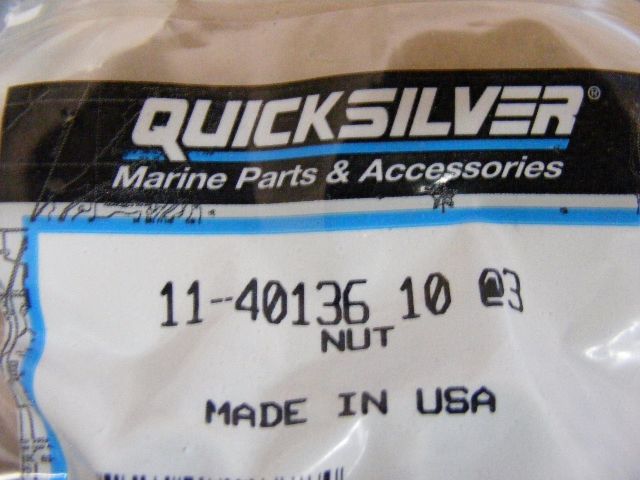 QUICKSILVER®
Marine Parts & Accessories
11-40136 10 @3
NUT
MADE IN USA